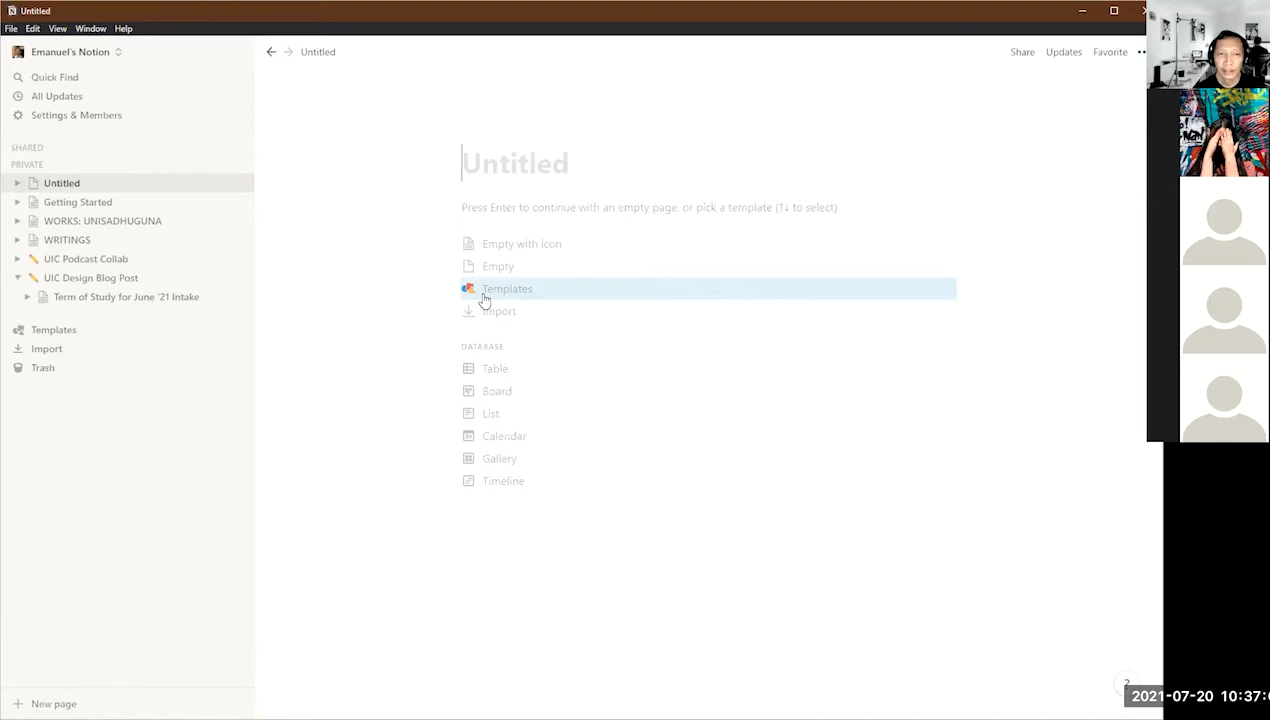 Untitled
File Edit View Window Help
Emanuel's Notion
Quick Find
All Updates
Settings & Members
SHARED
PRIVATE
Untitled
Getting Started
WORKS: UNISADHUGUNA
WRITINGS
UIC Podcast Collab
UIC Design Blog Post
Term of Study for June '21 Intake
Templates
Import
Trash
New page
Untitled
Share Updates Favorite
Untitled
Press Enter to continue with an empty page, or pick a template (↑↓ to select)
Empty with icon
Empty
Templates
Import
DATABASE
Table
Board
List
Calendar
Gallery
Timeline
?
2021-07-20 10:37: